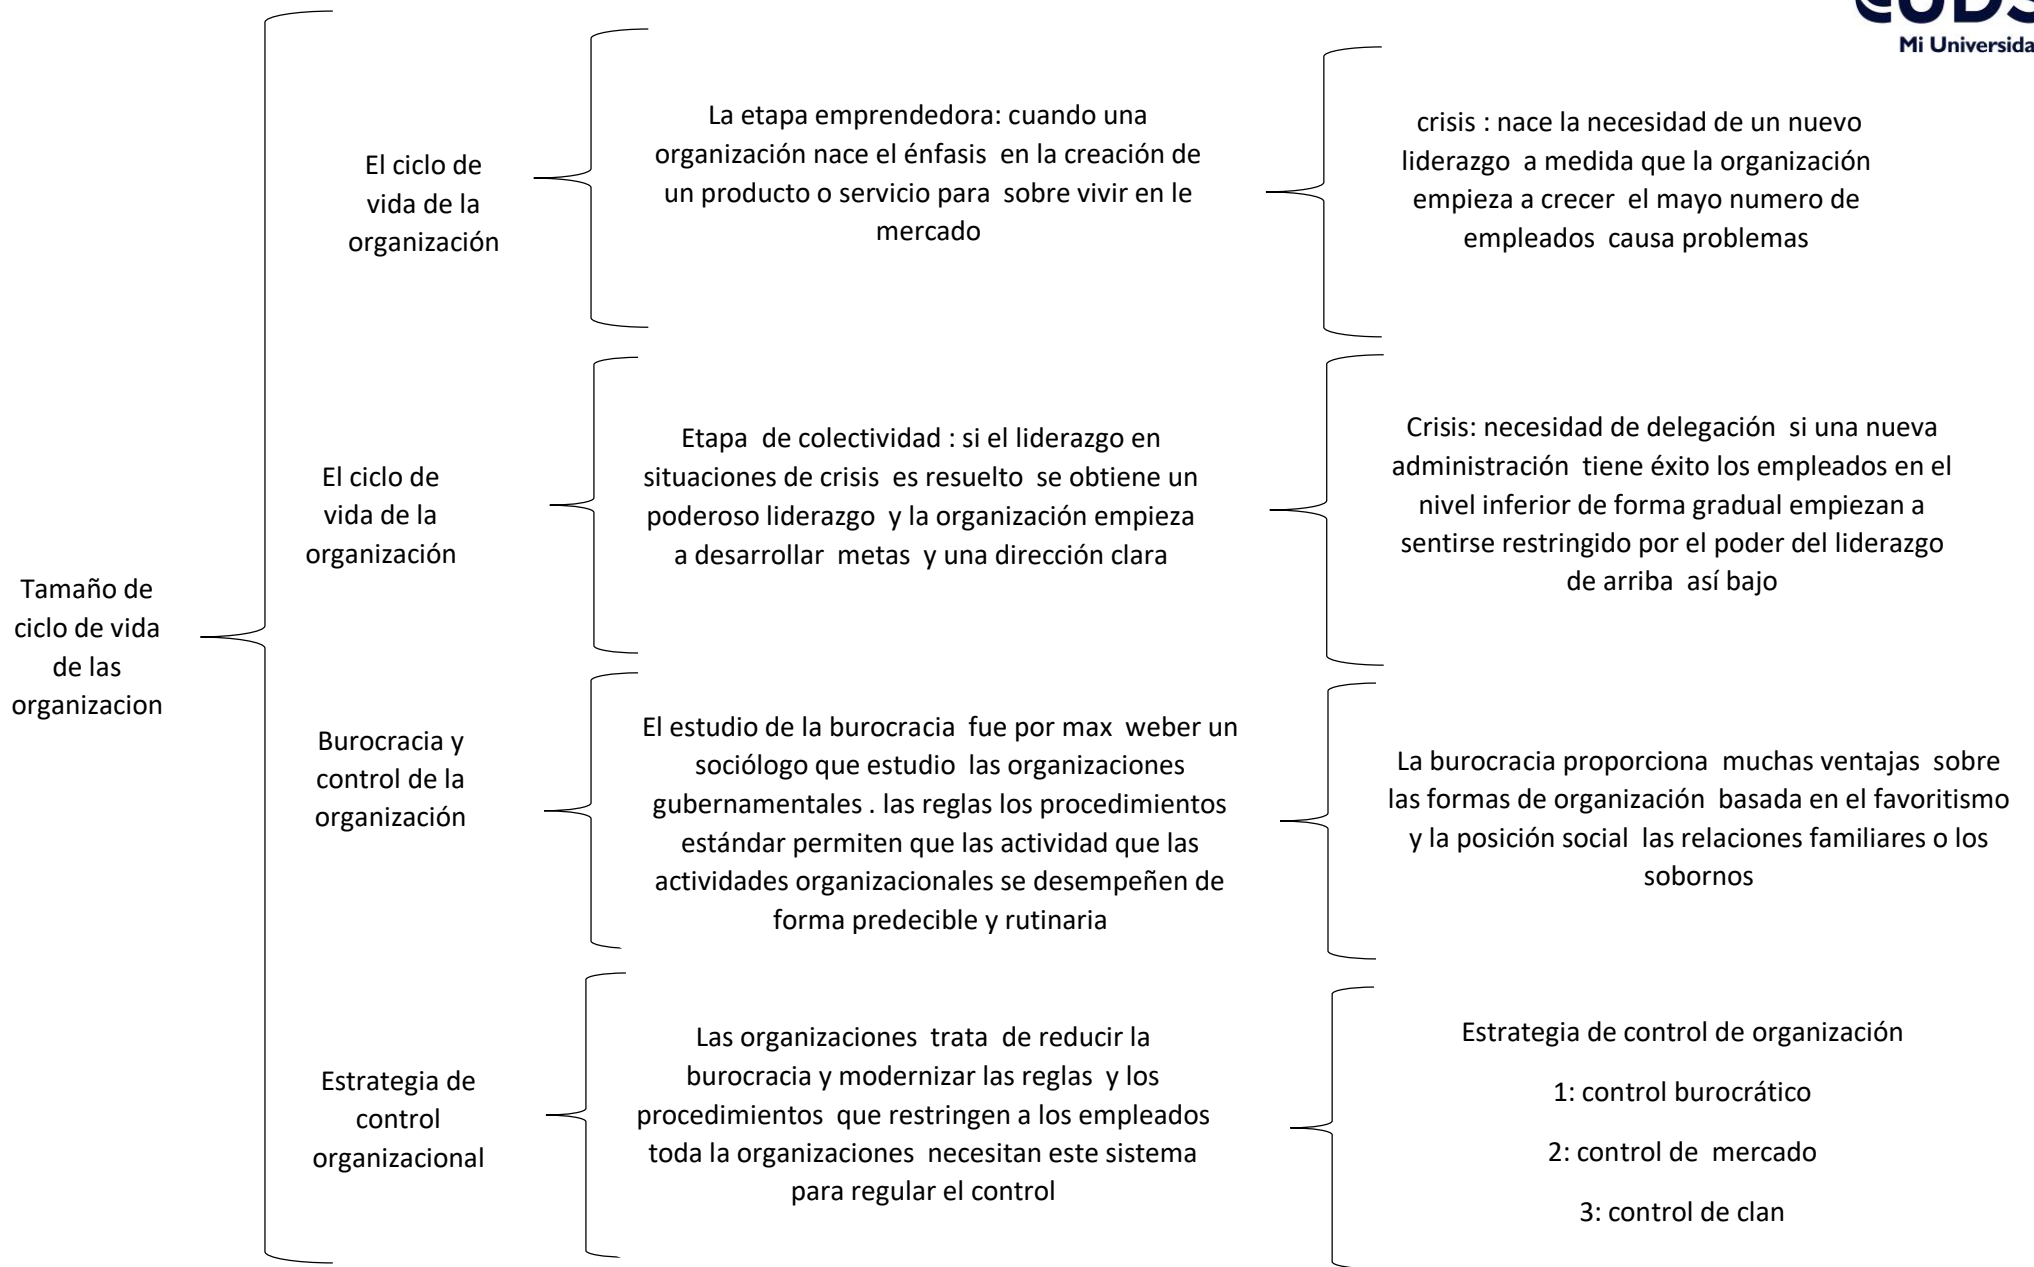 UDS
Mi Universida
Tamaño de
ciclo de vida
de las
organizacion
El ciclo de
vida de la
organización
La etapa emprendedora: cuando una
organización nace el énfasis en la creación de
un producto o servicio para sobre vivir en le
mercado
crisis : nace la necesidad de un nuevo
liderazgo a medida que la organización
empieza a crecer el mayo numero de
empleados causa problemas
El ciclo de
vida de la
organización
Etapa de colectividad : si el liderazgo en
situaciones de crisis es resuelto se obtiene un
poderoso liderazgo y la organización empieza
a desarrollar metas y una dirección clara
Crisis: necesidad de delegación si una nueva
administración tiene éxito los empleados en el
nivel inferior de forma gradual empiezan a
sentirse restringido por el poder del liderazgo
de arriba así bajo
Burocracia y
control de la
organización
El estudio de la burocracia fue por max weber un
sociólogo que estudio las organizaciones
gubernamentales . las reglas los procedimientos
estándar permiten que las actividad que las
actividades organizacionales se desempeñen de
forma predecible y rutinaria
La burocracia proporciona muchas ventajas sobre
las formas de organización basada en el favoritismo
y la posición social las relaciones familiares o los
sobornos
Estrategia de
control
organizacional
Las organizaciones trata de reducir la
burocracia y modernizar las reglas y los
procedimientos que restringen a los empleados
toda la organizaciones necesitan este sistema
para regular el control
Estrategia de control de organización
1: control burocrático
2: control de mercado
3: control de clan